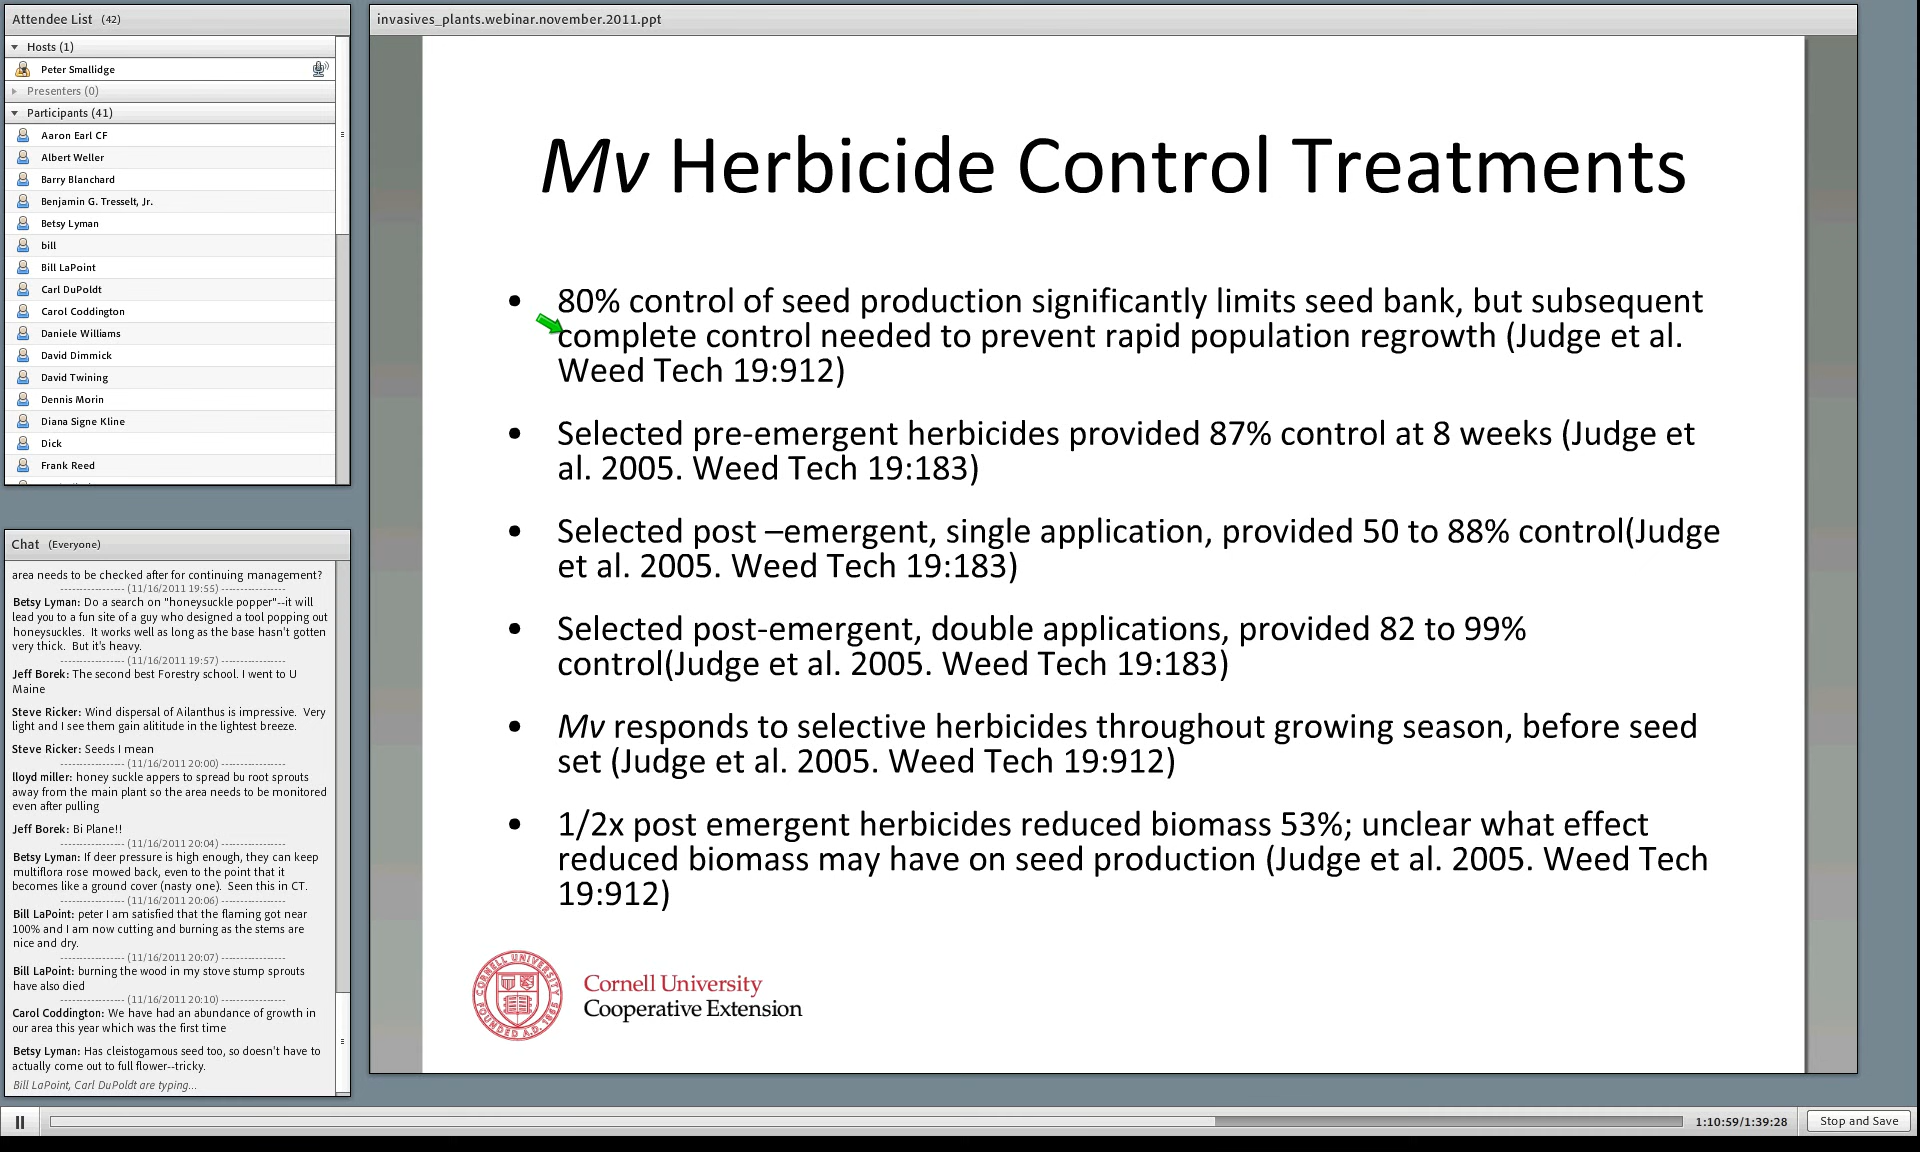 Attendee List (42)
Hosts (1)
Peter Smallidge
Presenters (0)
Participants (41)
Aaron Earl CF
Albert Weller
Barry Blanchard
Benjamin G. Tresselt, Jr.
Betsy Lyman
bill
Bill LaPoint
Carl DuPoldt
Carol Coddington
Daniele Williams
David Dimmick
David Twining
Dennis Morin
Diana Signe Kline
Dick
Frank Reed
Chat (Everyone)
area needs to be checked after for continuing management?
----------------- (11/16/2011 19:55) -----------------
Betsy Lyman: Do a search on "honeysuckle popper"--it will
lead you to a fun site of a guy who designed a tool popping out
honeysuckles. It works well as long as the base hasn't gotten
very thick. But it's heavy.
----------------- (11/16/2011 19:57) -----------------
Jeff Borek: The second best Forestry school. I went to U
Maine
Steve Ricker: Wind dispersal of Ailanthus is impressive. Very
light and I see them gain alititude in the lightest breeze.
Steve Ricker: Seeds I mean
----------------- (11/16/2011 20:00) -----------------
lloyd miller: honey suckle appers to spread bu root sprouts
away from the main plant so the area needs to be monitored
even after pulling
Jeff Borek: Bi Plane!!
----------------- (11/16/2011 20:04) -----------------
Betsy Lyman: If deer pressure is high enough, they can keep
multiflora rose mowed back, even to the point that it
becomes like a ground cover (nasty one). Seen this in CT.
----------------- (11/16/2011 20:06) -----------------
Bill LaPoint: peter I am satisfied that the flaming got near
100% and I am now cutting and burning as the stems are
nice and dry.
----------------- (11/16/2011 20:07) -----------------
Bill LaPoint: burning the wood in my stove stump sprouts
have also died
----------------- (11/16/2011 20:10) -----------------
Carol Coddington: We have had an abundance of growth in
our area this year which was the first time
Betsy Lyman: Has cleistogamous seed too, so doesn't have to
actually come out to full flower--tricky.
Bill LaPoint, Carl DuPoldt are typing...
invasives_plants.webinar.november.2011.ppt
Mv Herbicide Control Treatments
• 80% control of seed production significantly limits seed bank, but subsequent
complete control needed to prevent rapid population regrowth (Judge et al.
Weed Tech 19:912)
• Selected pre-emergent herbicides provided 87% control at 8 weeks (Judge et
al. 2005. Weed Tech 19:183)
• Selected post –emergent, single application, provided 50 to 88% control(Judge
et al. 2005. Weed Tech 19:183)
• Selected post-emergent, double applications, provided 82 to 99%
control(Judge et al. 2005. Weed Tech 19:183)
• Mv responds to selective herbicides throughout growing season, before seed
set (Judge et al. 2005. Weed Tech 19:912)
• 1/2x post emergent herbicides reduced biomass 53%; unclear what effect
reduced biomass may have on seed production (Judge et al. 2005. Weed Tech
19:912)
CORNELL UNIVERSITY
FOUNDED A.D. 1865
Cornell University
Cooperative Extension
1:10:59/1:39:28
Stop and Save